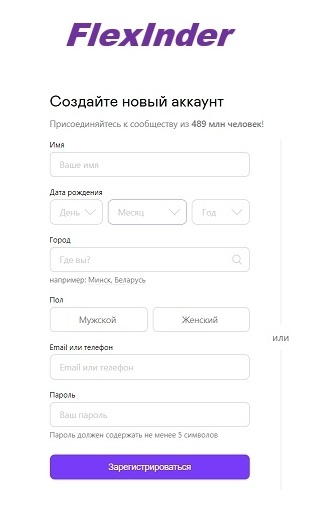 FlexInder
Создайте новый аккаунт
Присоединяйтесь к сообществу из 489 млн человек!
Имя
Ваше имя
Дата рождения
День Месяц Год
Город
Где вы?
например: Минск, Беларусь
Пол
Мужской Женский
или
Email или телефон
Email или телефон
Пароль
Ваш пароль
Пароль должен содержать не менее 5 символов
Зарегистрироваться